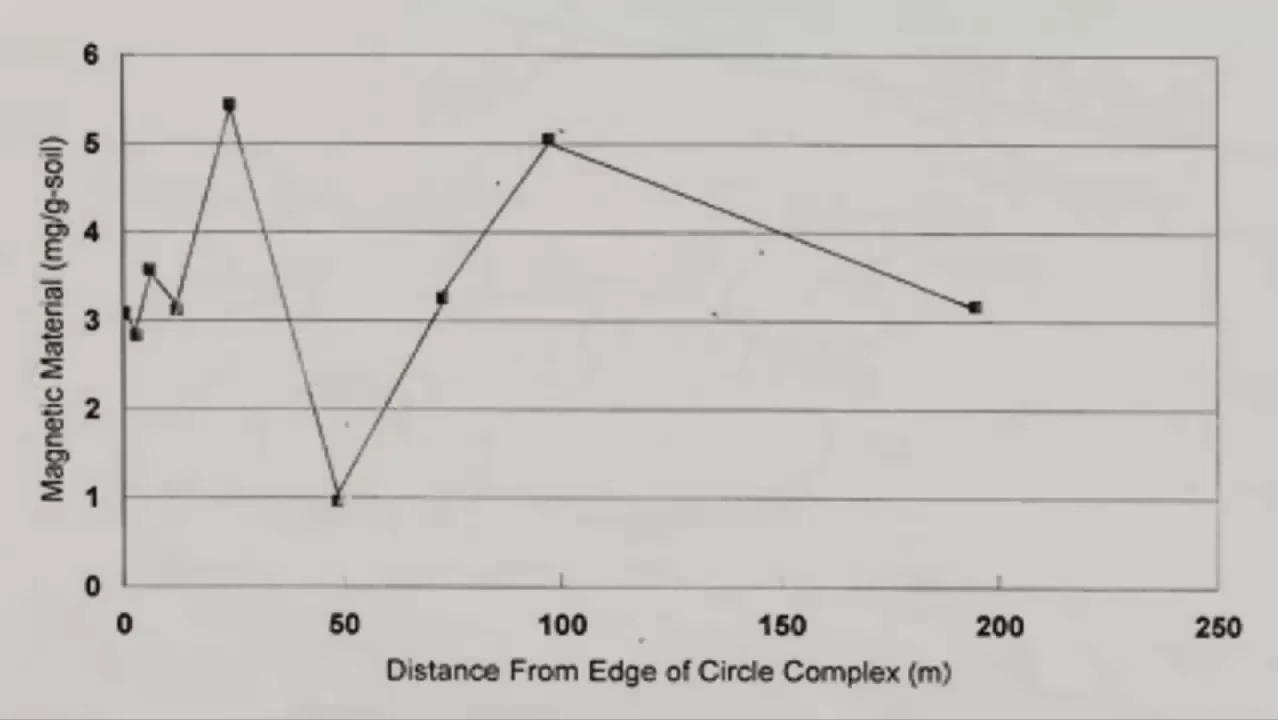 6
5
4
3
2
1
0
Magnetic Material (mg/g-soil)
0 50 100 150 200 250
Distance From Edge of Circle Complex (m)